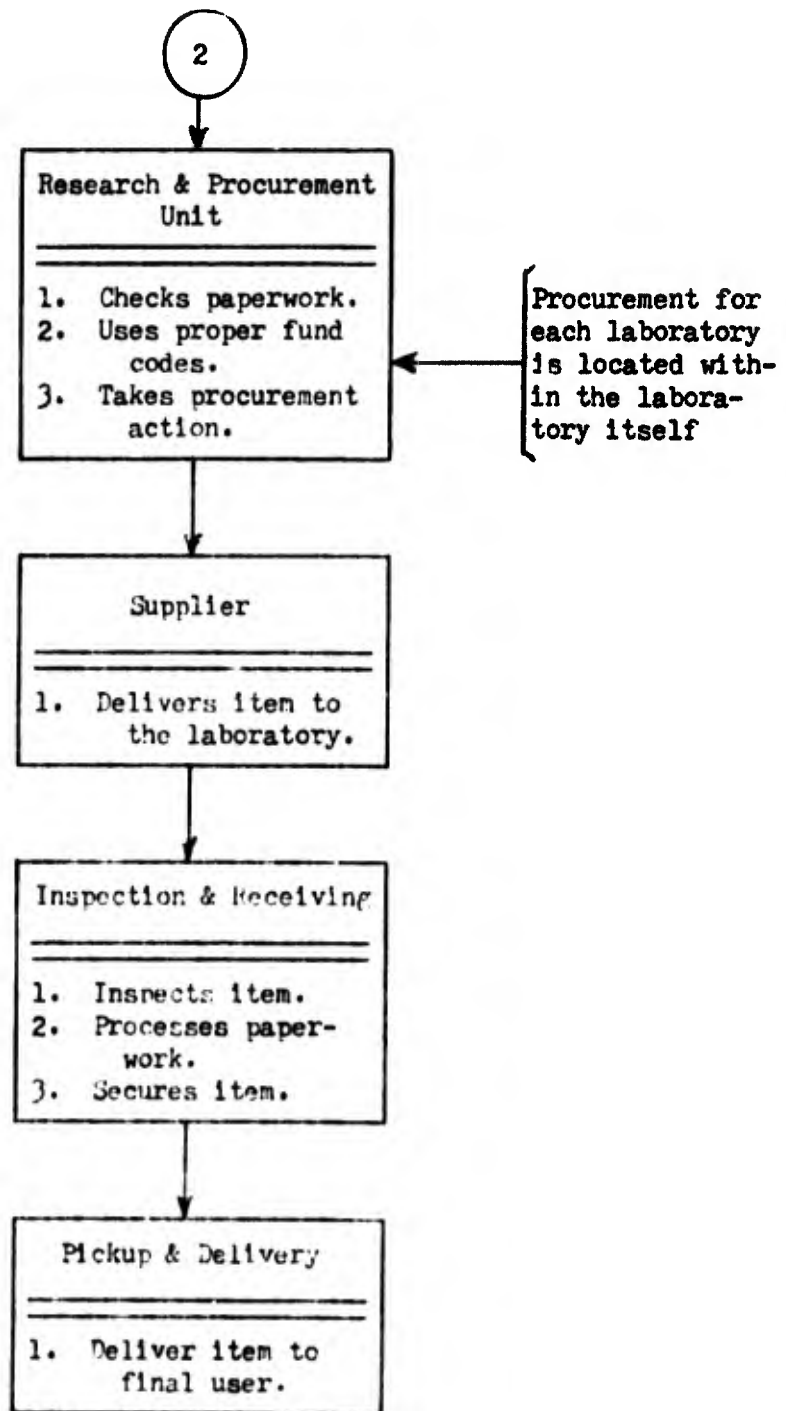 2
Research & Procurement
Unit
1. Checks paperwork.
2. Uses proper fund
codes.
3. Takes procurement
action.
Procurement for
each laboratory
is located with-
in the labora-
tory itself
Supplier
1. Delivers item to
the laboratory.
Inspection & Receiving
1. Inspects item.
2. Processes paper-
work.
3. Secures item.
Pickup & Delivery
1. Deliver item to
final user.